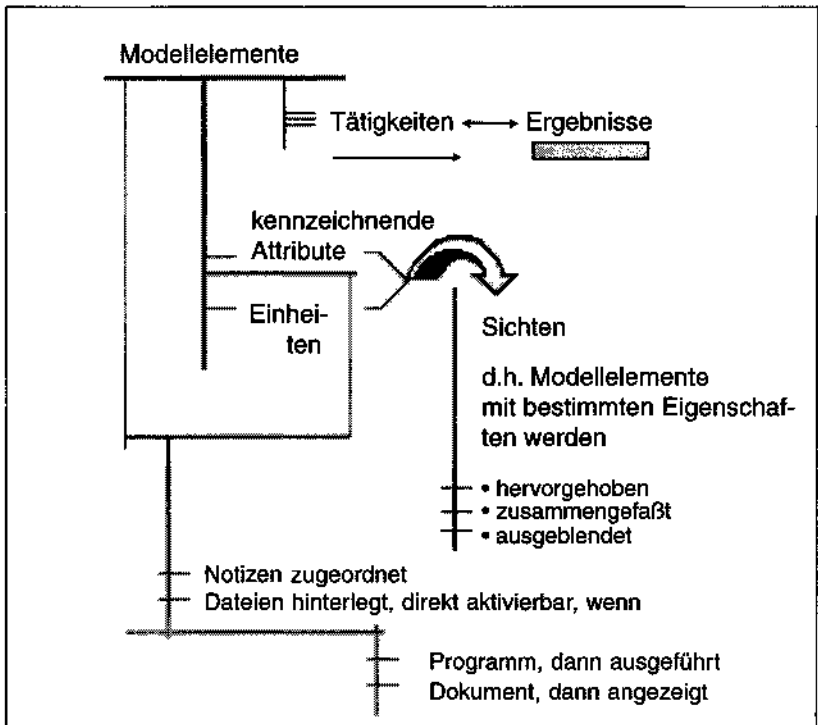 Modellelemente
Tätigkeiten ⟷ Ergebnisse
kennzeichnende
Attribute
Einhei-
ten
Sichten
d.h. Modellelemente
mit bestimmten Eigenschaf-
ten werden
• hervorgehoben
• zusammengefaßt
• ausgeblendet
Notizen zugeordnet
Dateien hinterlegt, direkt aktivierbar, wenn
Programm, dann ausgeführt
Dokument, dann angezeigt